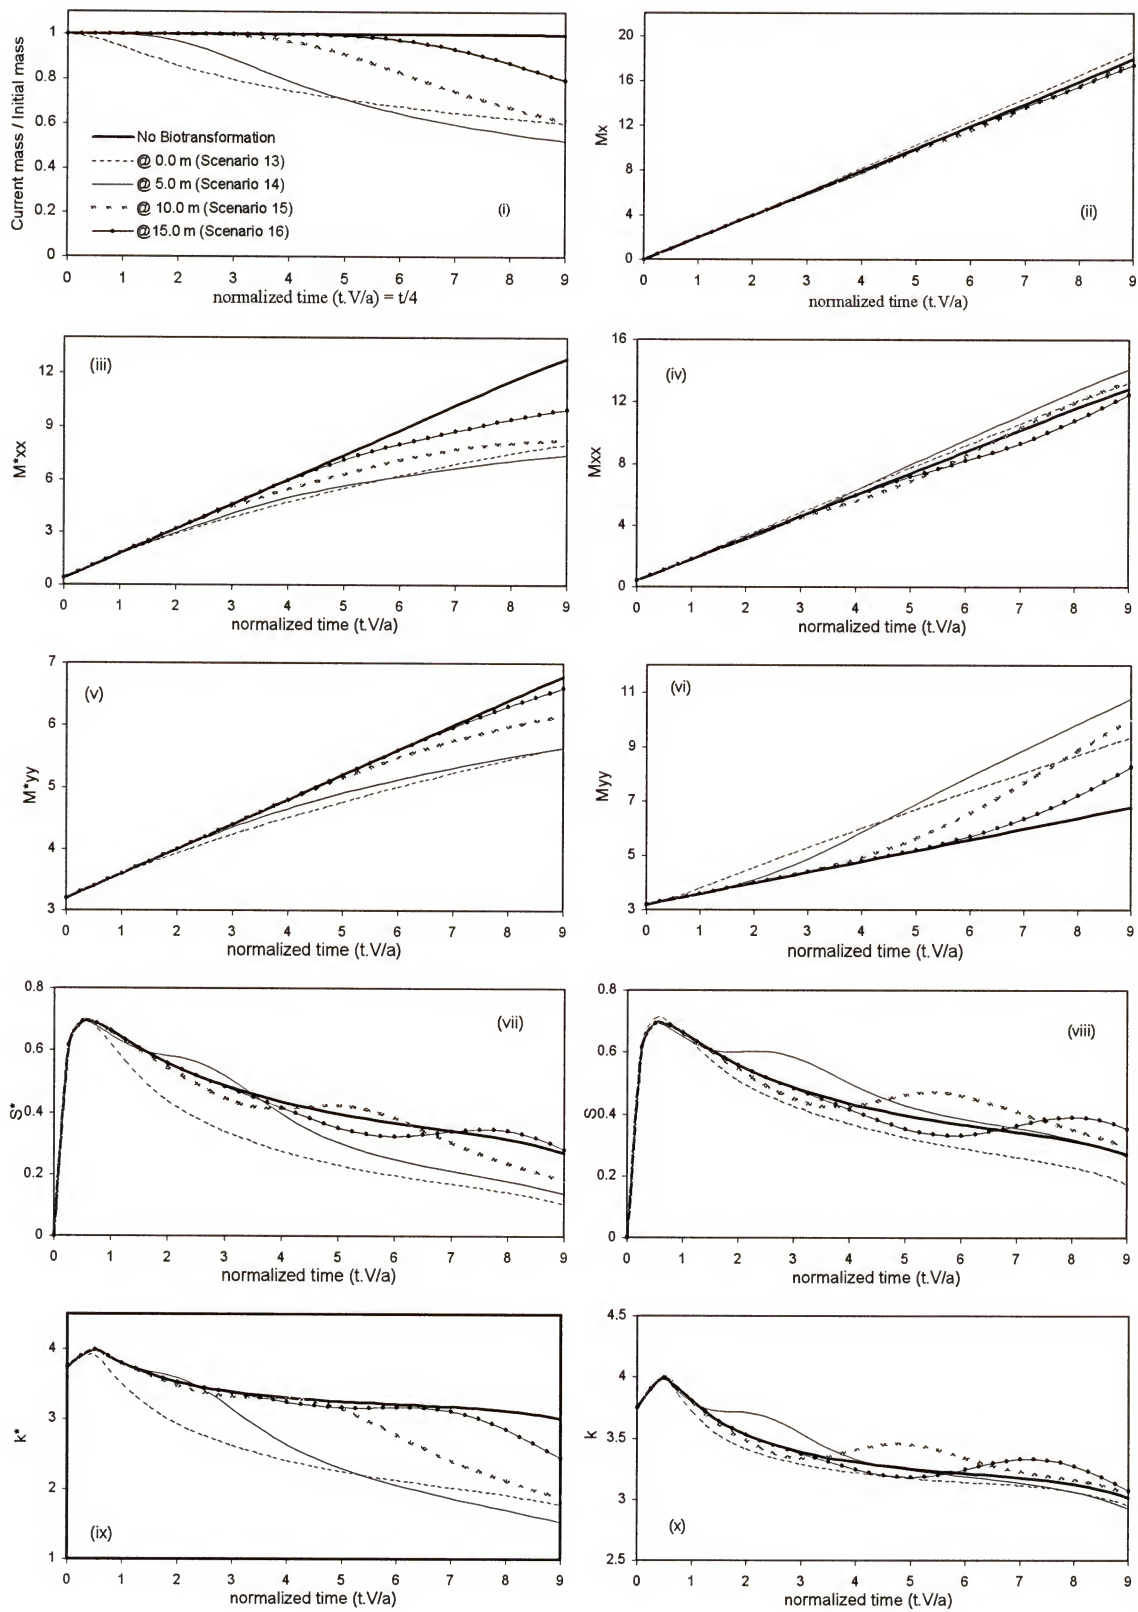 Current mass / Initial mass
1
0.8
0.6
0.4
0.2
0
No Biotransformation
@ 0.0 m (Scenario 13)
@ 5.0 m (Scenario 14)
@ 10.0 m (Scenario 15)
@15.0 m (Scenario 16)
(i)
0 1 2 3 4 5 6 7 8 9
normalized time (t.V/a) = t/4
Mx
20
16
12
8
4
0
(ii)
0 1 2 3 4 5 6 7 8 9
normalized time (t.V/a)
M*xx
12
9
6
3
0
(iii)
0 1 2 3 4 5 6 7 8 9
normalized time (t.V/a)
Mxx
16
12
8
4
0
(iv)
0 1 2 3 4 5 6 7 8 9
normalized time (t.V/a)
M*yy
7
6
5
4
3
(v)
0 1 2 3 4 5 6 7 8 9
normalized time (t.V/a)
Myy
11
9
7
5
3
(vi)
0 1 2 3 4 5 6 7 8 9
normalized time (t.V/a)
S*
0.8
0.6
0.4
0.2
0
(vii)
0 1 2 3 4 5 6 7 8 9
normalized time (t.V/a)
S
0.8
0.6
0.4
0.2
0
(viii)
0 1 2 3 4 5 6 7 8 9
normalized time (t.V/a)
k*
4
3
2
1
(ix)
0 1 2 3 4 5 6 7 8 9
normalized time (t.V/a)
k
4.5
4
3.5
3
2.5
(x)
0 1 2 3 4 5 6 7 8 9
normalized time (t.V/a)